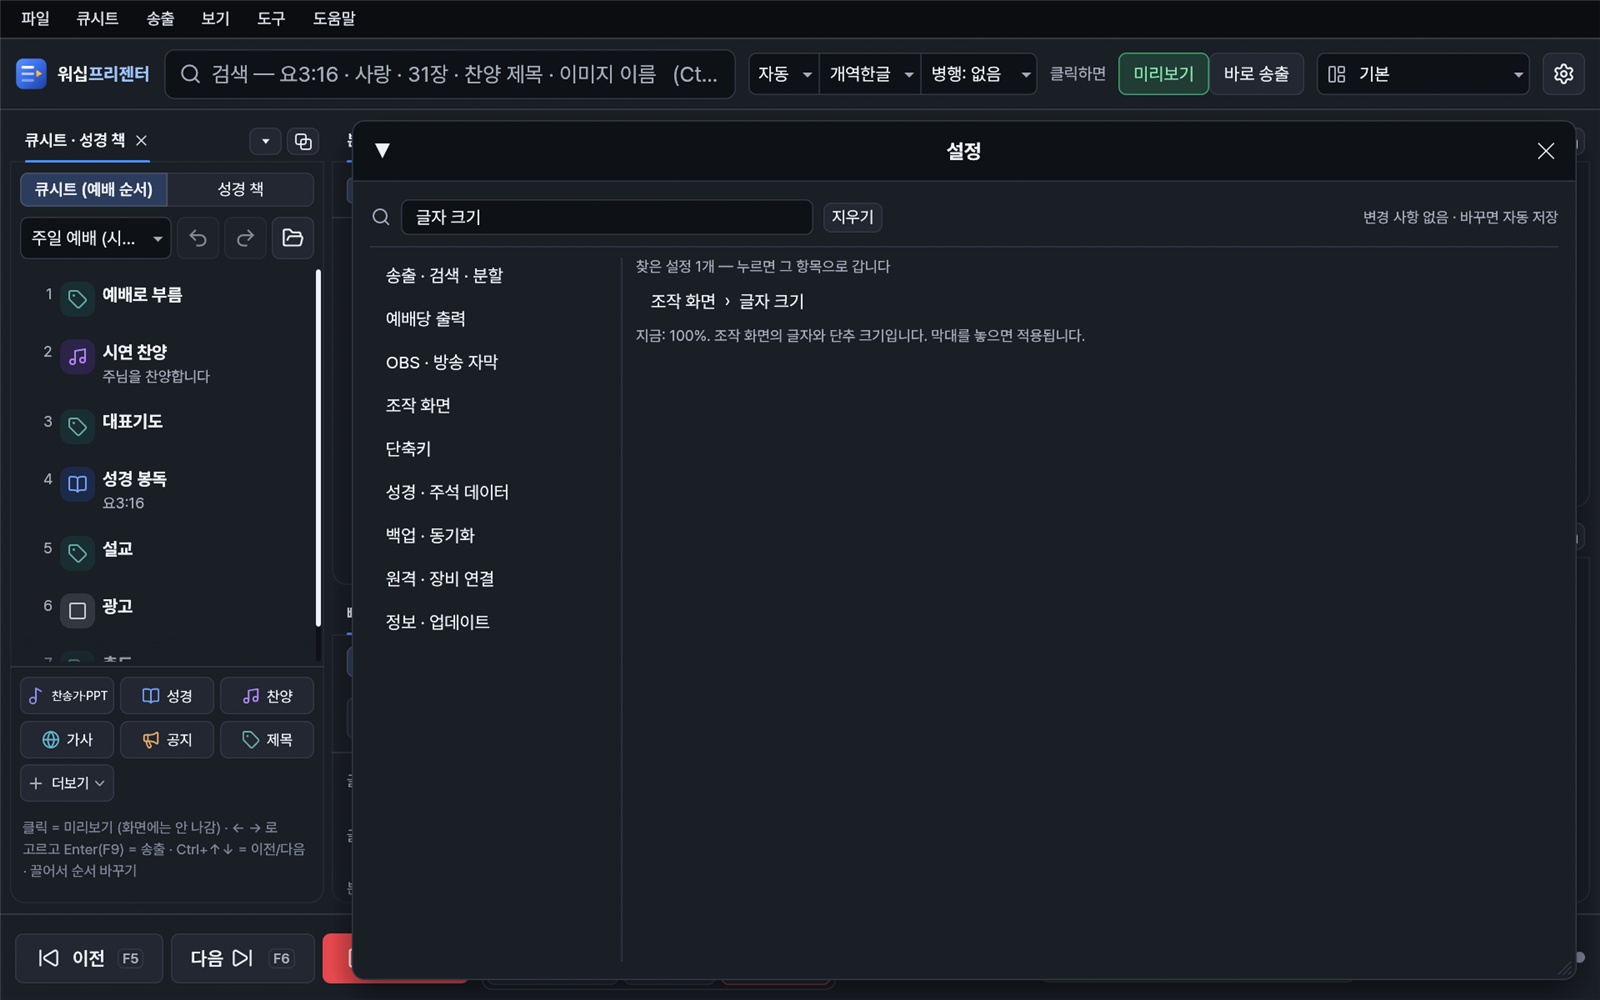 파일 큐시트 송출 보기 도구 도움말
워십프리젠터 검색 — 요3:16 · 사랑 · 31장 · 찬양 제목 · 이미지 이름 (Ct... 자동 개역한글 병행: 없음 클릭하면 미리보기 바로 송출 기본
큐시트 · 성경 책
큐시트 (예배 순서) 성경 책
주일 예배 (시...
1 예배로 부름
2 시연 찬양
주님을 찬양합니다
3 대표기도
4 성경 봉독
요3:16
5 설교
6 광고
7
찬송가·PPT 성경 찬양
가사 공지 제목
더보기
클릭 = 미리보기 (화면에는 안 나감) · ← → 로
고르고 Enter(F9) = 송출 · Ctrl+↑↓ = 이전/다음
· 끌어서 순서 바꾸기
이전 F5 다음 F6
▼ 설정
글자 크기 지우기 변경 사항 없음 · 바꾸면 자동 저장
송출 · 검색 · 분할
예배당 출력
OBS · 방송 자막
조작 화면
단축키
성경 · 주석 데이터
백업 · 동기화
원격 · 장비 연결
정보 · 업데이트
찾은 설정 1개 — 누르면 그 항목으로 갑니다
조작 화면 › 글자 크기
지금: 100%. 조작 화면의 글자와 단추 크기입니다. 막대를 놓으면 적용됩니다.